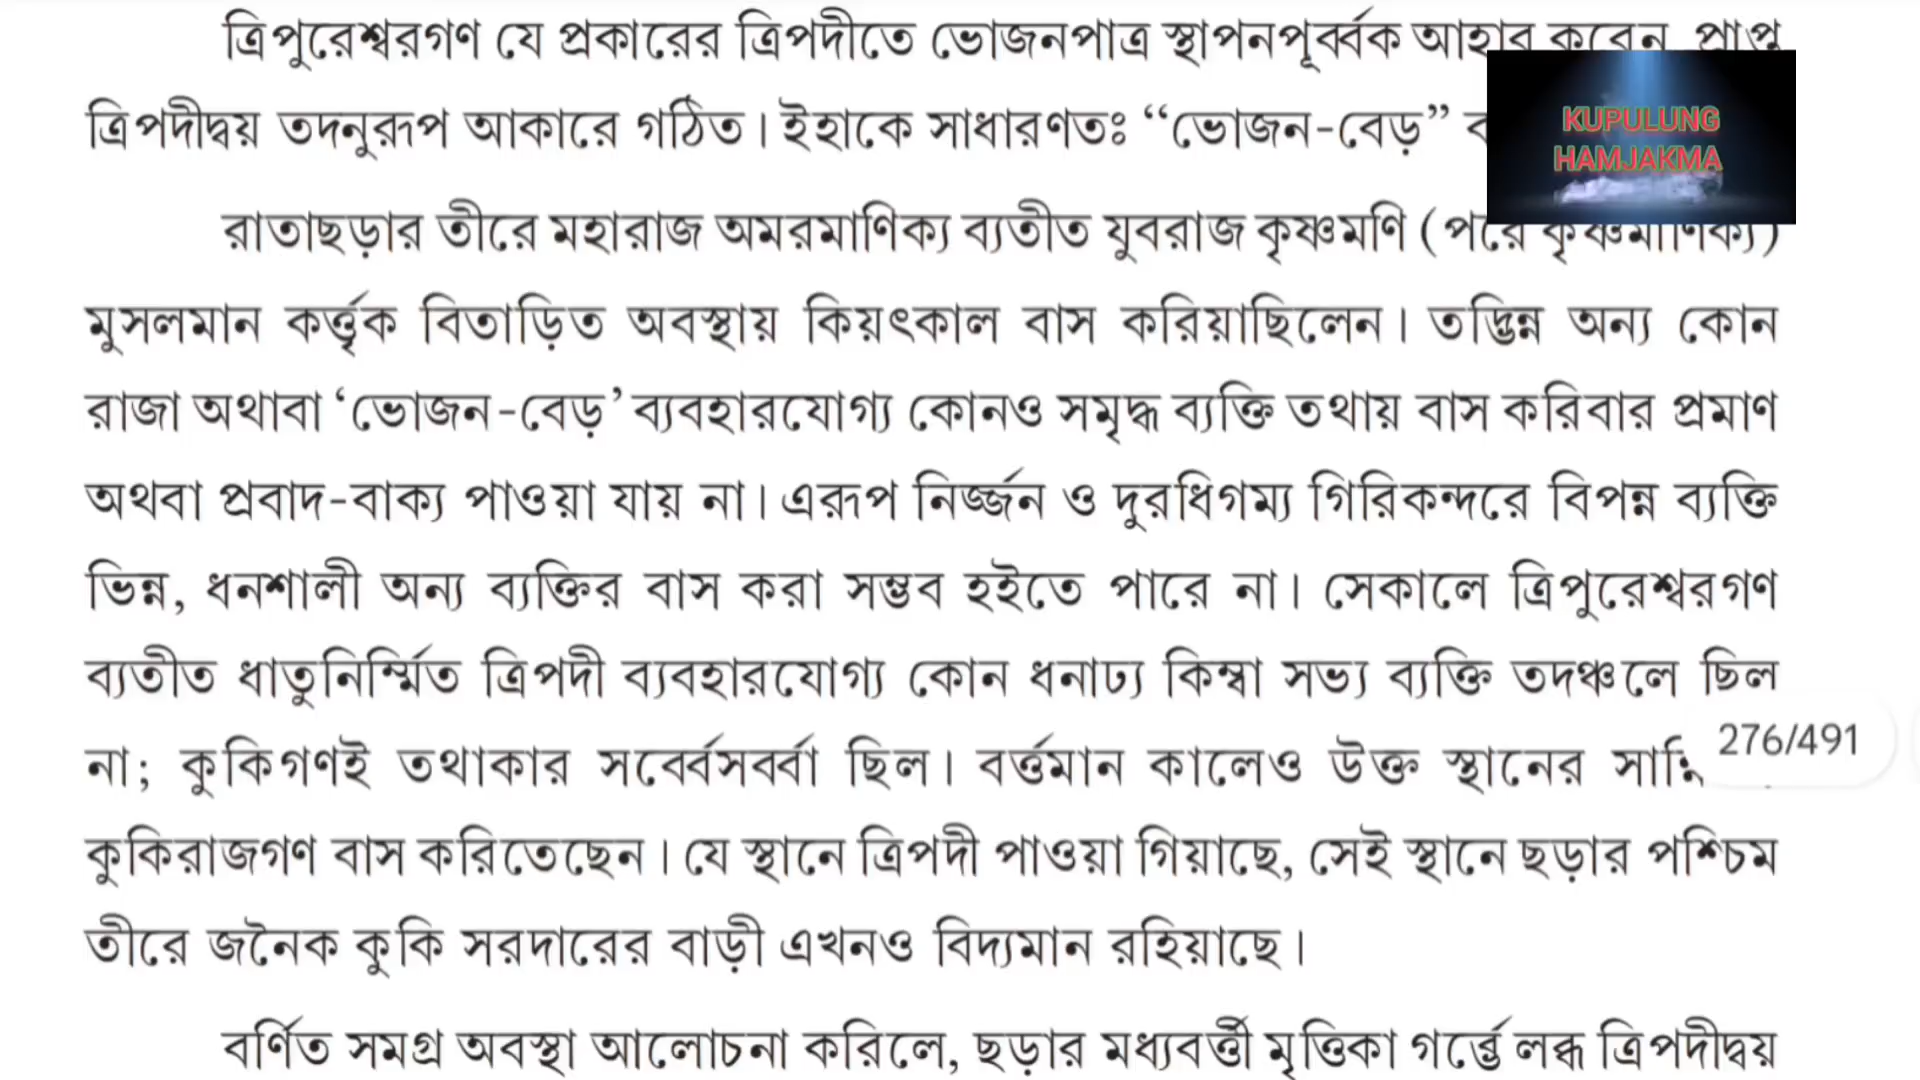 ত্রিপুরেশ্বরগণ যে প্রকারের ত্রিপদীতে ভোজনপাত্র স্থাপনপূর্ব্বক আহার করেন, প্রাপ্ত
ত্রিপদীদ্বয় তদনুরূপ আকারে গঠিত। ইহাকে সাধারণতঃ “ভোজন-বেড়”
KUPULUNG
HAMJAKMA
রাতাছড়ার তীরে মহারাজ অমরমাণিক্য ব্যতীত যুবরাজ কৃষ্ণমণি (পরে কৃষ্ণমাণিক্য)
মুসলমান কর্ত্তৃক বিতাড়িত অবস্থায় কিয়ৎকাল বাস করিয়াছিলেন। তদ্ভিন্ন অন্য কোন
রাজা অথাবা ‘ভোজন-বেড়’ ব্যবহারযোগ্য কোনও সমৃদ্ধ ব্যক্তি তথায় বাস করিবার প্রমাণ
অথবা প্রবাদ-বাক্য পাওয়া যায় না। এরূপ নির্জ্জন ও দুরধিগম্য গিরিকন্দরে বিপন্ন ব্যক্তি
ভিন্ন, ধনশালী অন্য ব্যক্তির বাস করা সম্ভব হইতে পারে না। সেকালে ত্রিপুরেশ্বরগণ
ব্যতীত ধাতুনির্ম্মিত ত্রিপদী ব্যবহারযোগ্য কোন ধনাঢ্য কিম্বা সভ্য ব্যক্তি তদঞ্চলে ছিল
না; কুকিগণই তথাকার সর্ব্বেসর্ব্বা ছিল। বর্ত্তমান কালেও উক্ত স্থানের
276/491
কুকিরাজগণ বাস করিতেছেন। যে স্থানে ত্রিপদী পাওয়া গিয়াছে, সেই স্থানে ছড়ার পশ্চিম
তীরে জনৈক কুকি সরদারের বাড়ী এখনও বিদ্যমান রহিয়াছে।
বর্ণিত সমগ্র অবস্থা আলোচনা করিলে, ছড়ার মধ্যবর্ত্তী মৃত্তিকা গর্ভে লব্ধ ত্রিপদীদ্বয়